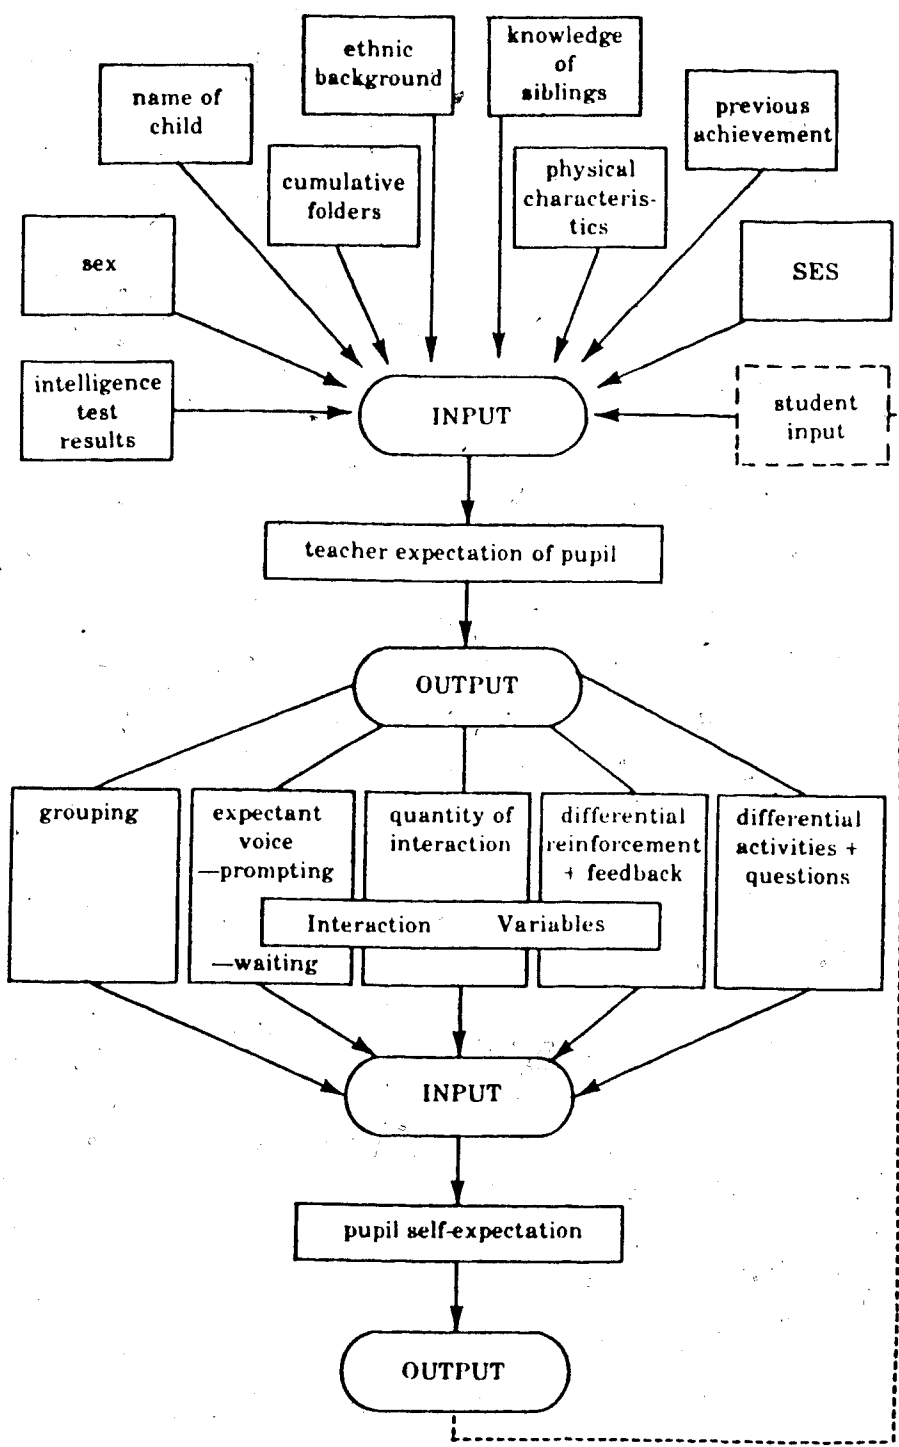 ethnic
background
knowledge
of
siblings
name of
child
previous
achievement
cumulative
folders
physical
characteris-
tics
sex
SES
intelligence
test
results
INPUT
student
input
teacher expectation of pupil
OUTPUT
grouping
expectant
voice
—prompting
—waiting
quantity of
interaction
differential
reinforcement
+ feedback
differential
activities +
questions
Interaction Variables
INPUT
pupil self-expectation
OUTPUT